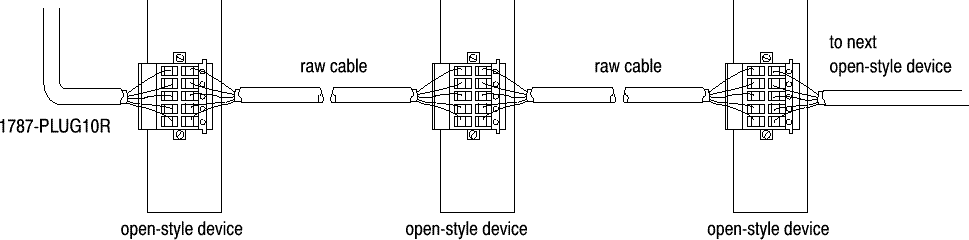 to next
open-style device
raw cable
raw cable
1787-PLUG10R
open-style device
open-style device
open-style device